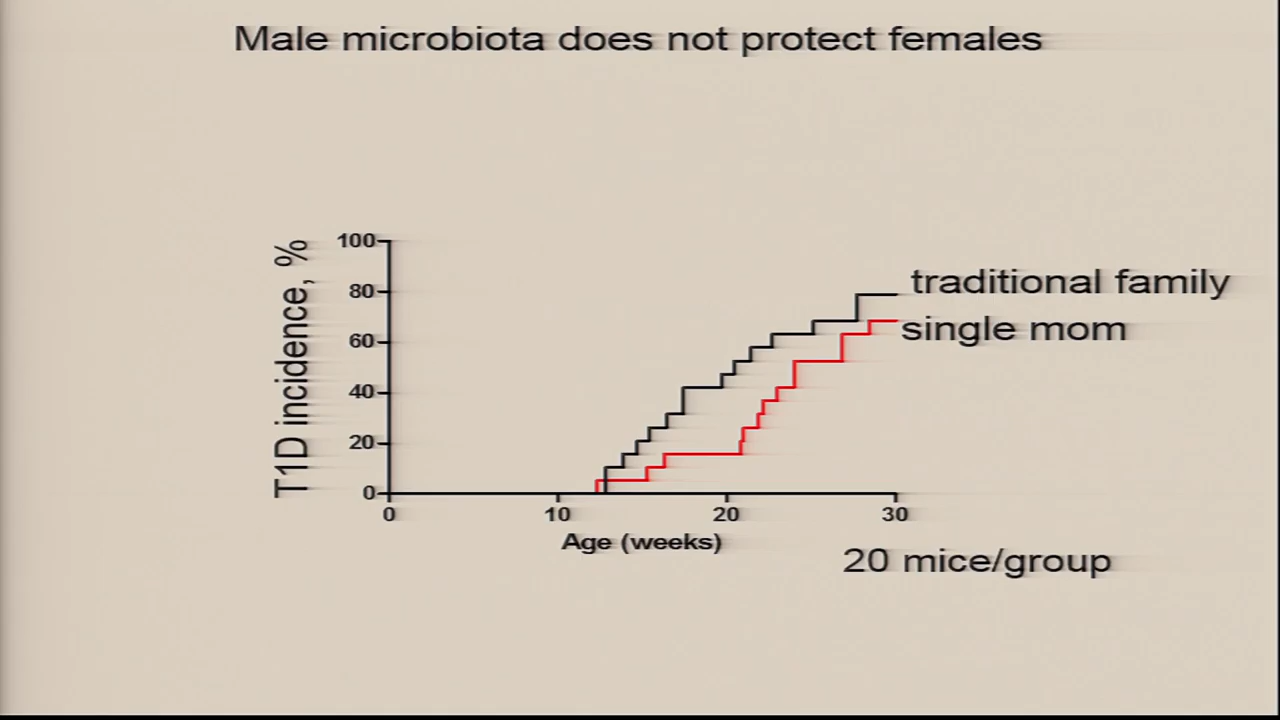 Male microbiota does not protect females
T1D incidence, %
100
80
60
40
20
0
0 10 20 30
Age (weeks)
traditional family
single mom
20 mice/group